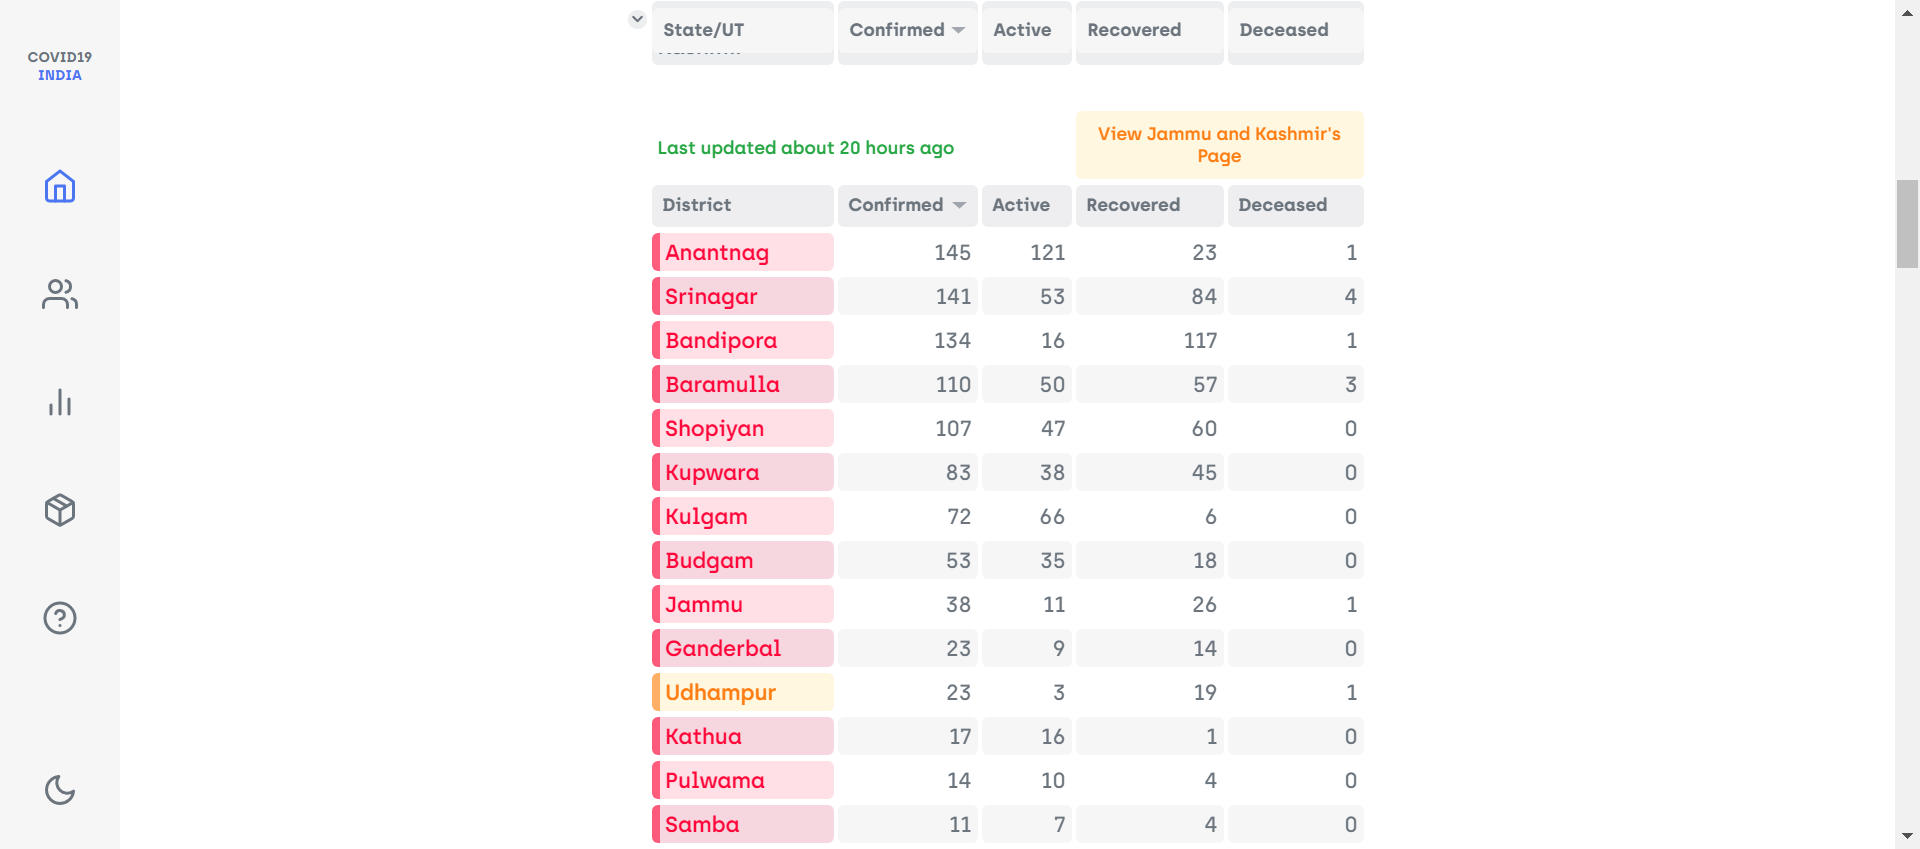 COVID19
INDIA
State/UT Confirmed Active Recovered Deceased
Last updated about 20 hours ago
View Jammu and Kashmir's
Page
District Confirmed Active Recovered Deceased
Anantnag 145 121 23 1
Srinagar 141 53 84 4
Bandipora 134 16 117 1
Baramulla 110 50 57 3
Shopiyan 107 47 60 0
Kupwara 83 38 45 0
Kulgam 72 66 6 0
Budgam 53 35 18 0
Jammu 38 11 26 1
Ganderbal 23 9 14 0
Udhampur 23 3 19 1
Kathua 17 16 1 0
Pulwama 14 10 4 0
Samba 11 7 4 0